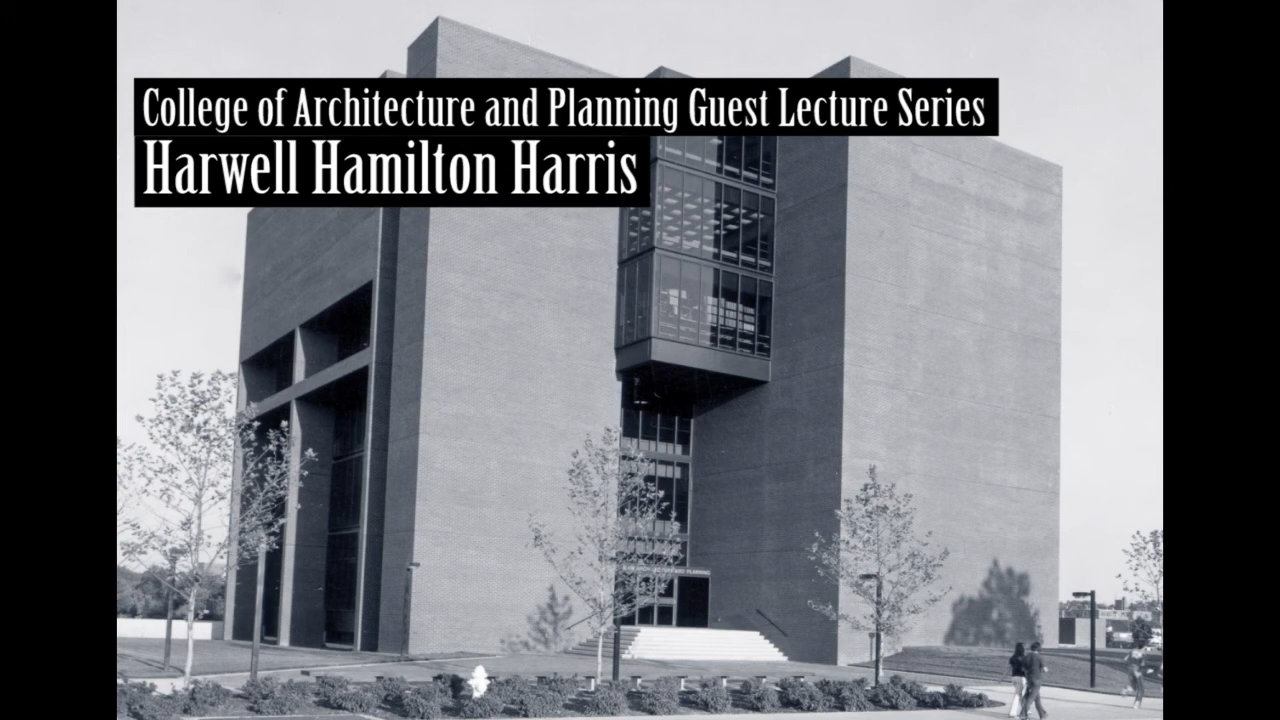 College of Architecture and Planning Guest Lecture Series
Harwell Hamilton Harris